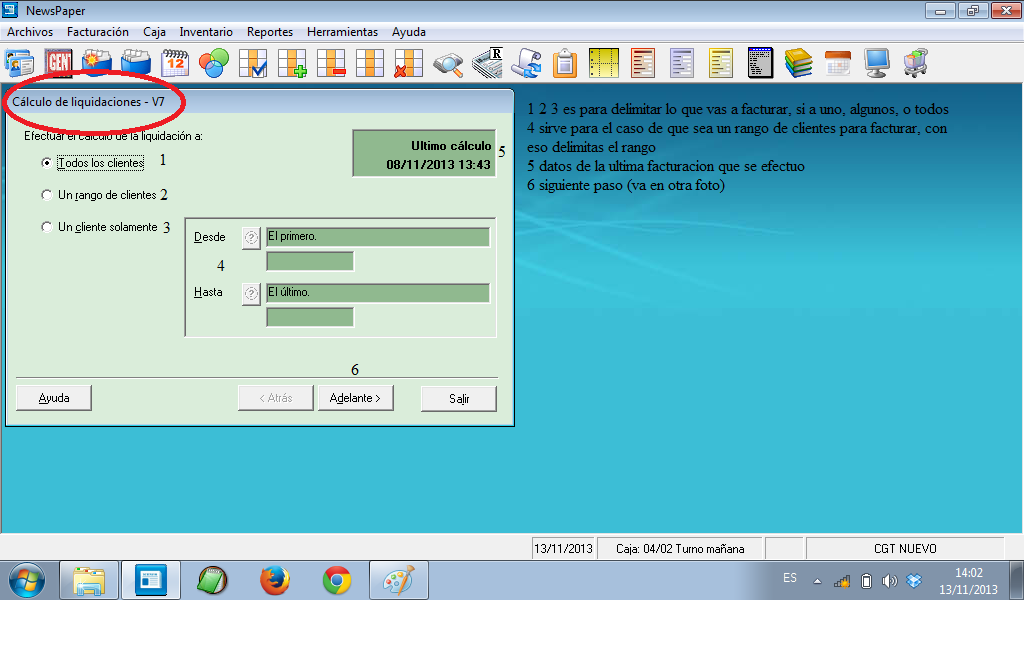 NewsPaper
Archivos Facturación Caja Inventario Reportes Herramientas Ayuda
GEN 12 R
Cálculo de liquidaciones - V7
Efectuar el cálculo de la liquidación a:
Todos los clientes 1
Un rango de clientes 2
Un cliente solamente 3
Ultimo cálculo 5
08/11/2013 13:43
Desde ? El primero.
4
Hasta ? El último.
6
Ayuda < Atrás Adelante > Salir
1 2 3 es para delimitar lo que vas a facturar, si a uno, algunos, o todos
4 sirve para el caso de que sea un rango de clientes para facturar, con
eso delimitas el rango
5 datos de la ultima facturacion que se efectuo
6 siguiente paso (va en otra foto)
13/11/2013 Caja: 04/02 Turno mañana CGT NUEVO
ES 14:02
13/11/2013